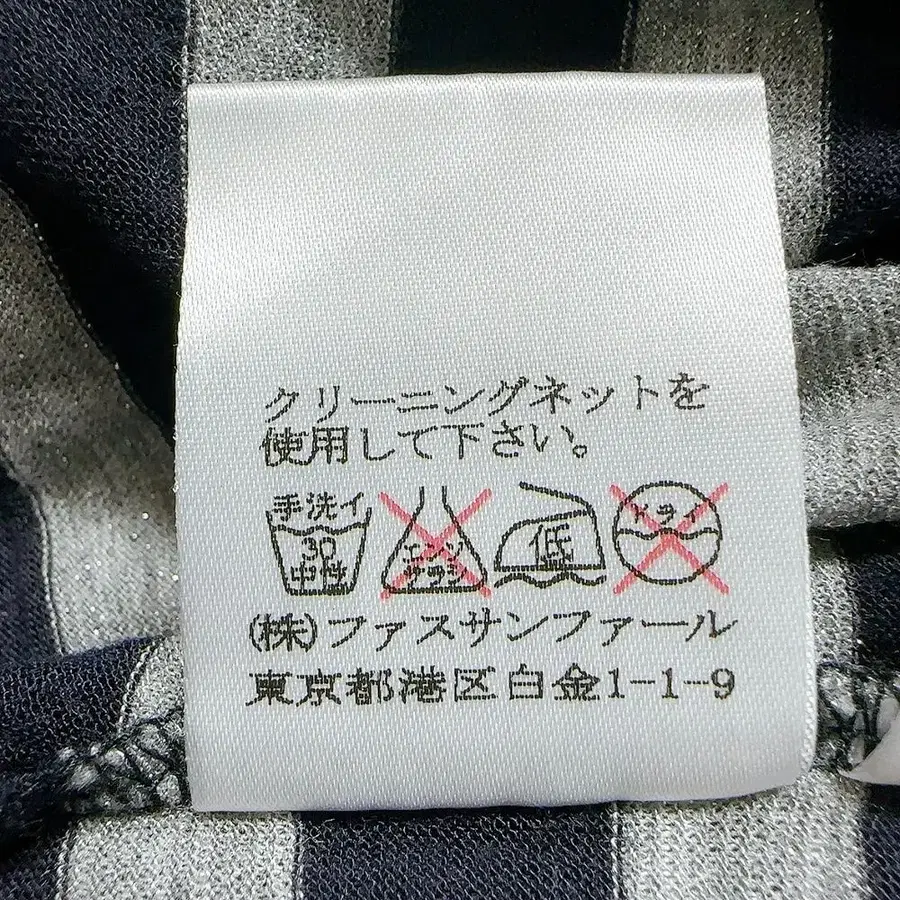 クリーニングネットを
使用して下さい。
手洗イ
30
中性
エンソ
サラシ
低
ドライ
(株)ファスサンファール
東京都港区白金1-1-9